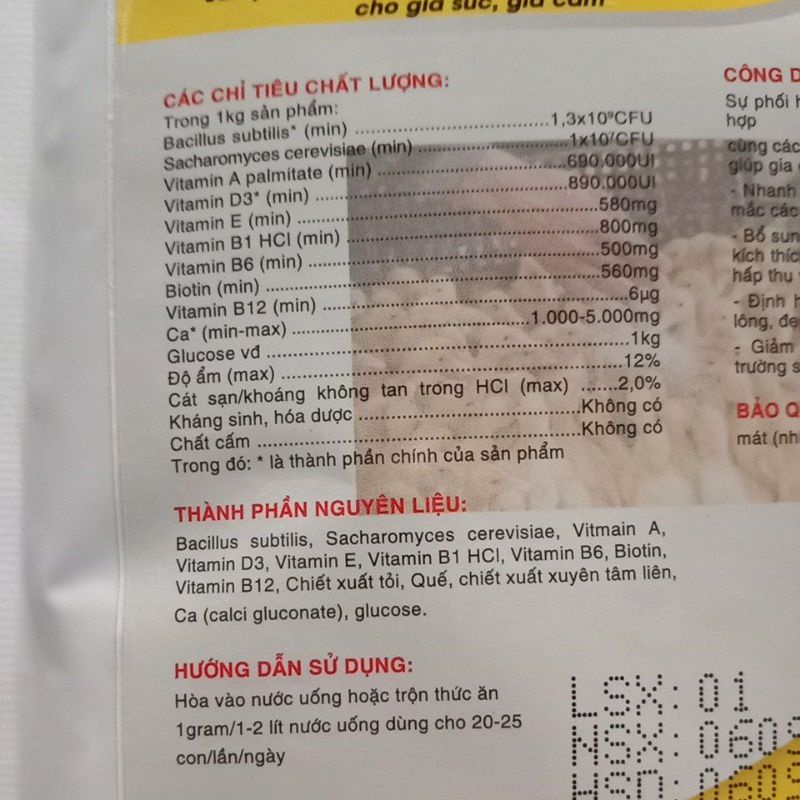 cho gia súc, gia cầm
CÁC CHỈ TIÊU CHẤT LƯỢNG:
Trong 1kg sản phẩm:
Bacillus subtilis* (min) ........1,3x10⁹CFU
Sacharomyces cerevisiae (min) ........1x10⁷CFU
Vitamin A palmitate (min) ........690.000UI
Vitamin D3* (min) ........890.000UI
Vitamin E (min) ........580mg
Vitamin B1 HCl (min) ........800mg
Vitamin B6 (min) ........500mg
Biotin (min) ........560mg
Vitamin B12 (min) ........6µg
Ca* (min-max) ........1.000-5.000mg
Glucose vđ ........1kg
Độ ẩm (max) ........12%
Cát sạn/khoáng không tan trong HCl (max) .......2,0%
Kháng sinh, hóa dược ........Không có
Chất cấm ........Không có
Trong đó: * là thành phần chính của sản phẩm
THÀNH PHẦN NGUYÊN LIỆU:
Bacillus subtilis, Sacharomyces cerevisiae, Vitmain A,
Vitamin D3, Vitamin E, Vitamin B1 HCl, Vitamin B6, Biotin,
Vitamin B12, Chiết xuất tỏi, Quế, chiết xuất xuyên tâm liên,
Ca (calci gluconate), glucose.
HƯỚNG DẪN SỬ DỤNG:
Hòa vào nước uống hoặc trộn thức ăn
1gram/1-2 lít nước uống dùng cho 20-25
con/lần/ngày
CÔNG
Sự phối
hợp
cùng các
giúp gia
- Nhanh
mắc các
- Bổ sun
kích thíc
hấp thu
- Định
lông, đẹ
- Giảm
trường s
BẢO Q
mát (nh
LSX: 01
NSX: 060
HSD: 060